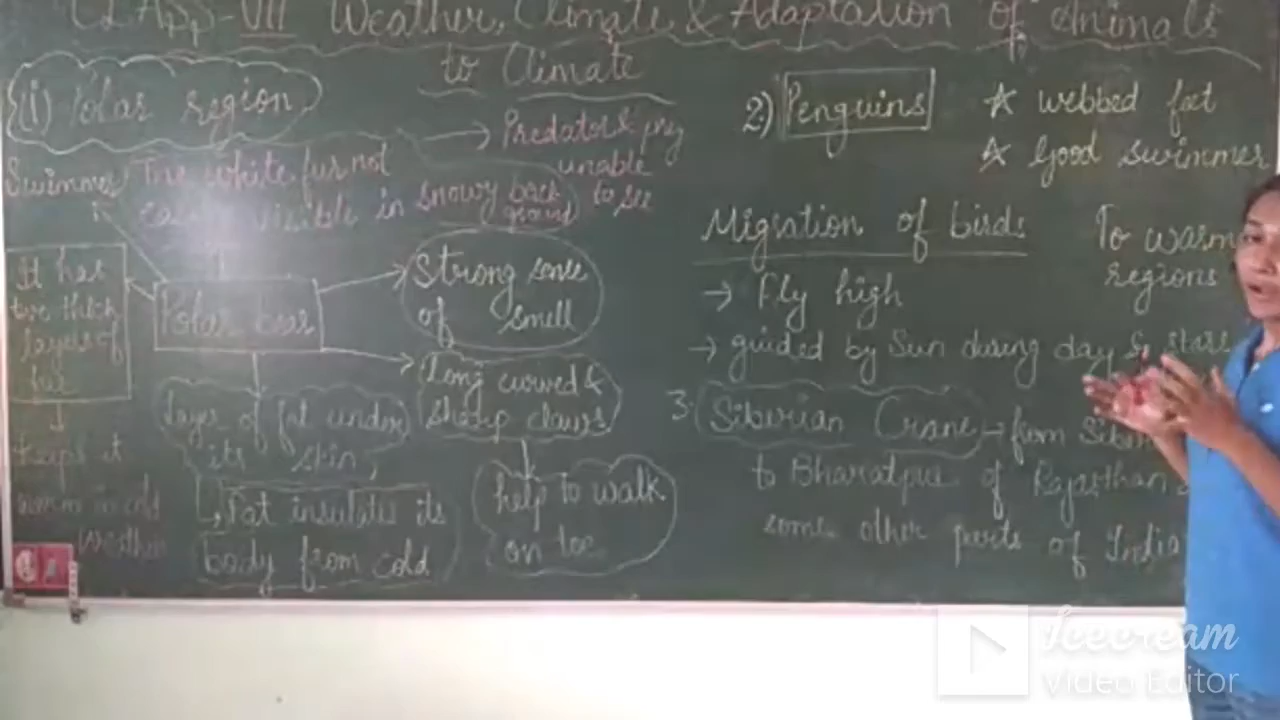 CLASS-VII Weather, Climate & Adaptation of Animals
to Climate
(i) Polar region
Swimmer
The white fur not
easily visible in snowy back
ground
→ Predator & prey
unable
to see
It has
two thick
layers of
fur
↓
keeps it
warm in cold
weather
Polar bear
Strong sense
of smell
Long curved &
sharp claws
help to walk
on ice
layer of fat under
its skin,
Fat insulates its
body from cold
2.) Penguins
☆ webbed feet
☆ Good swimmer
Migration of birds
To warm
regions
→ Fly high
→ guided by Sun during day & stars
3. Siberian Crane → from
to Bharatpur of Rajasthan
some other parts of India
Icecream
Video Editor